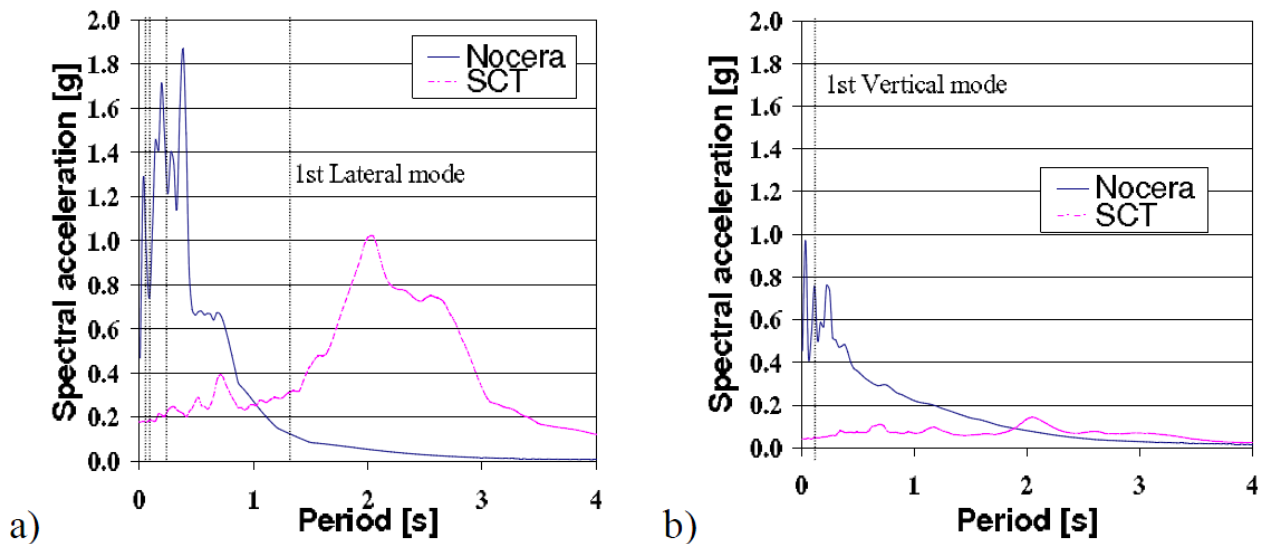 Spectral acceleration [g]
2.0
1.8
1.6
1.4
1.2
1.0
0.8
0.6
0.4
0.2
0.0
Nocera
SCT
1st Lateral mode
0 1 2 3 4
Period [s]
a)
Spectral acceleration [g]
2.0
1.8
1.6
1.4
1.2
1.0
0.8
0.6
0.4
0.2
0.0
1st Vertical mode
Nocera
SCT
0 1 2 3 4
Period [s]
b)